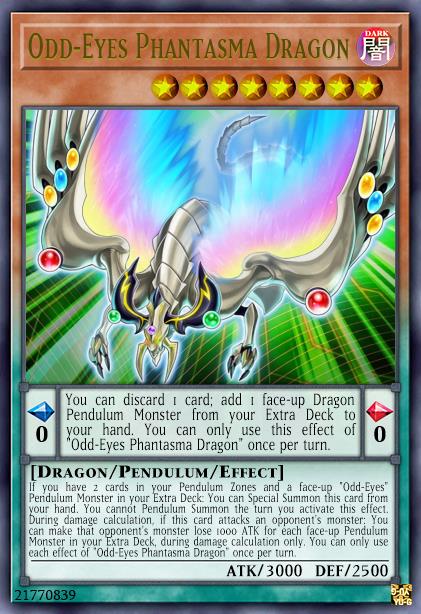 ODD-EYES PHANTASMA DRAGON
DARK
闇
You can discard 1 card; add 1 face-up Dragon
Pendulum Monster from your Extra Deck to
your hand. You can only use this effect of
"Odd-Eyes Phantasma Dragon" once per turn.
0
0
[DRAGON/PENDULUM/EFFECT]
If you have 2 cards in your Pendulum Zones and a face-up "Odd-Eyes"
Pendulum Monster in your Extra Deck: You can Special Summon this card from
your hand. You cannot Pendulum Summon the turn you activate this effect.
During damage calculation, if this card attacks an opponent's monster: You
can make that opponent's monster lose 1000 ATK for each face-up Pendulum
Monster in your Extra Deck, during damage calculation only. You can only use
each effect of "Odd-Eyes Phantasma Dragon" once per turn.
ATK/3000 DEF/2500
21770839